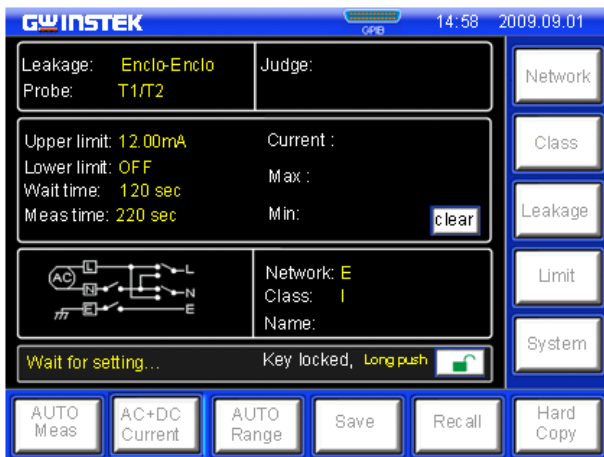 GWINSTEK GPIB 14:58 2009.09.01
Leakage: Enclo-Enclo
Probe: T1/T2
Judge:
Network
Upper limit: 12.00mA
Lower limit: OFF
Wait time: 120 sec
Meas time: 220 sec
Current :
Max :
Min:
clear
Class
Leakage
AC
L
N
E
L
N
E
Network: E
Class: I
Name:
Limit
Wait for setting...
Key locked, Long push
System
AUTO
Meas
AC+DC
Current
AUTO
Range
Save
Recall
Hard
Copy